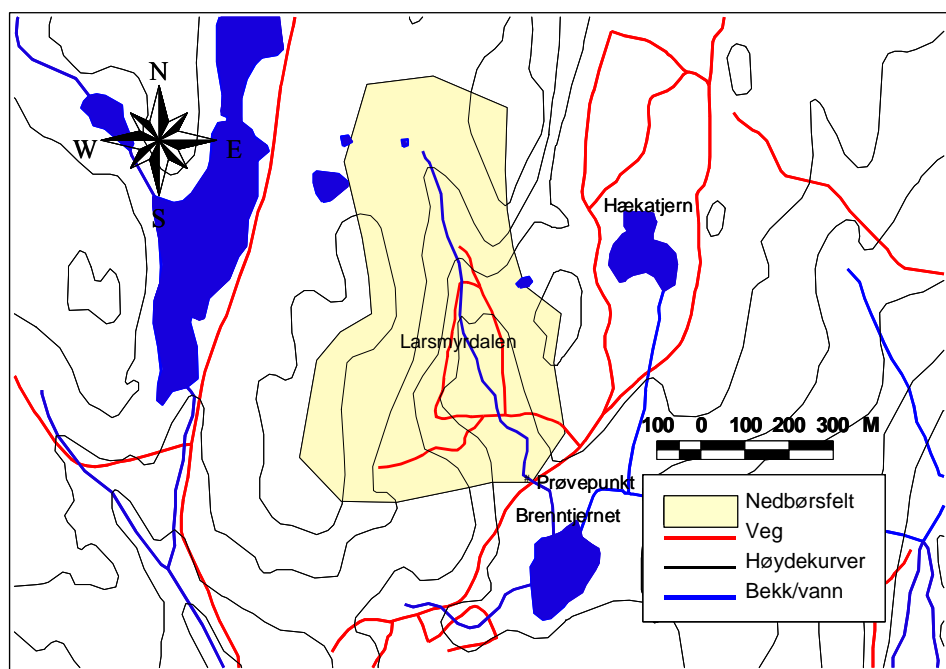 N
W E
S
Hækatjern
Larsmyrdalen
100 0 100 200 300 M
Prøvepunkt
Brenntjernet
Nedbørsfelt
Veg
Høydekurver
Bekk/vann